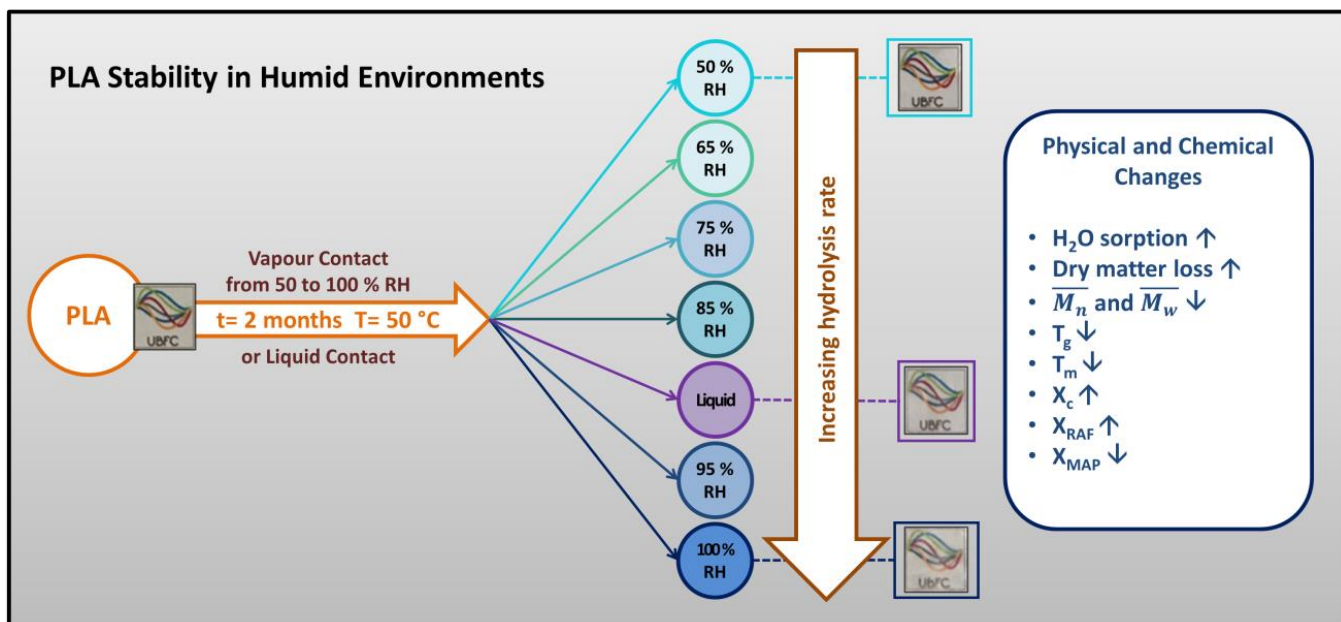 PLA Stability in Humid Environments
PLA
UBFC
Vapour Contact
from 50 to 100 % RH
t= 2 months T= 50 °C
or Liquid Contact
50 %
RH
65 %
RH
75 %
RH
85 %
RH
Liquid
95 %
RH
100 %
RH
Increasing hydrolysis rate
UBFC
UBFC
UBFC
Physical and Chemical
Changes
• H₂O sorption ↑
• Dry matter loss ↑
• M̅n̅ and M̅w̅ ↓
• Tg ↓
• Tm ↓
• Xc ↑
• XRAF ↑
• XMAP ↓